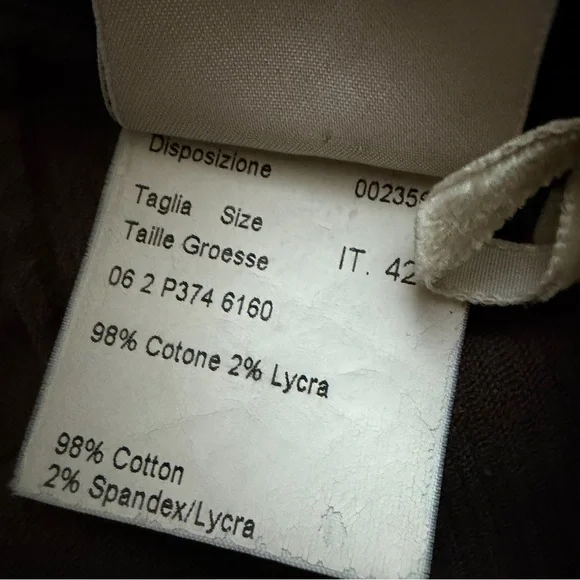 Disposizione 00235
Taglia Size
Taille Groesse IT. 42
06 2 P374 6160
98% Cotone 2% Lycra
98% Cotton
2% Spandex/Lycra